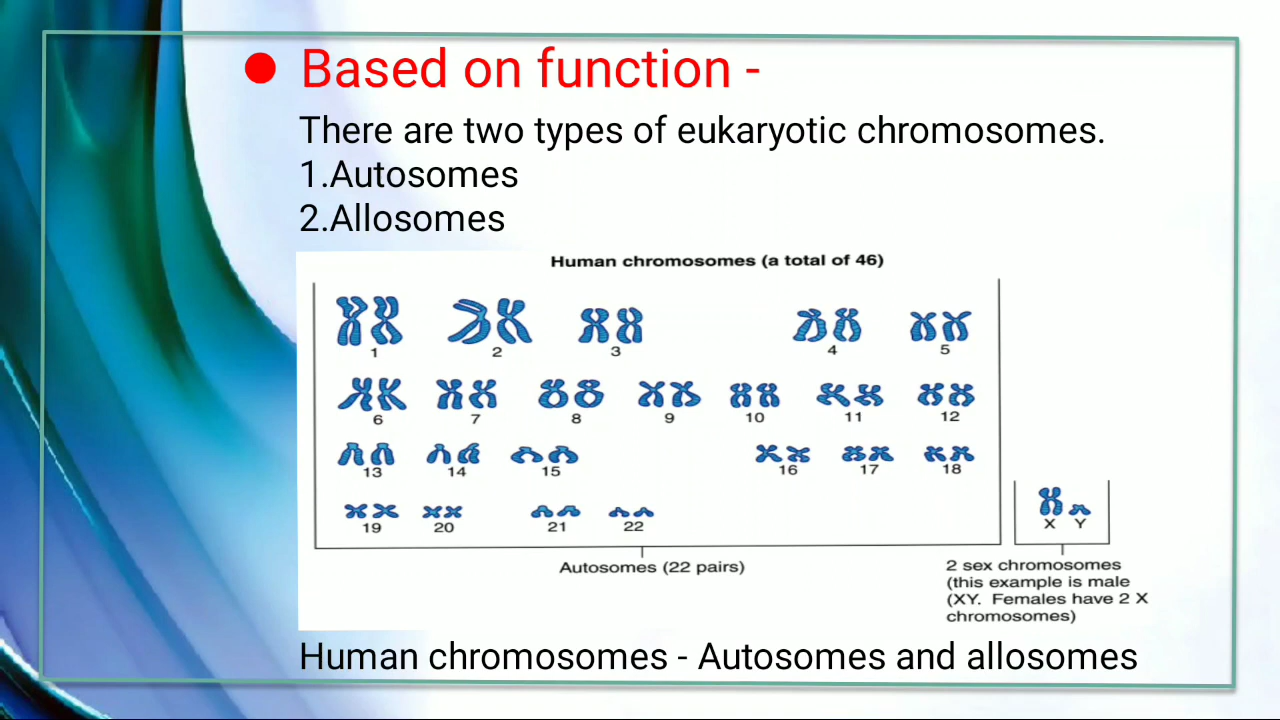 Based on function -
There are two types of eukaryotic chromosomes.
1.Autosomes
2.Allosomes
Human chromosomes (a total of 46)
1 2 3 4 5
6 7 8 9 10 11 12
13 14 15 16 17 18
19 20 21 22
X Y
Autosomes (22 pairs)
2 sex chromosomes
(this example is male
(XY. Females have 2 X
chromosomes)
Human chromosomes - Autosomes and allosomes